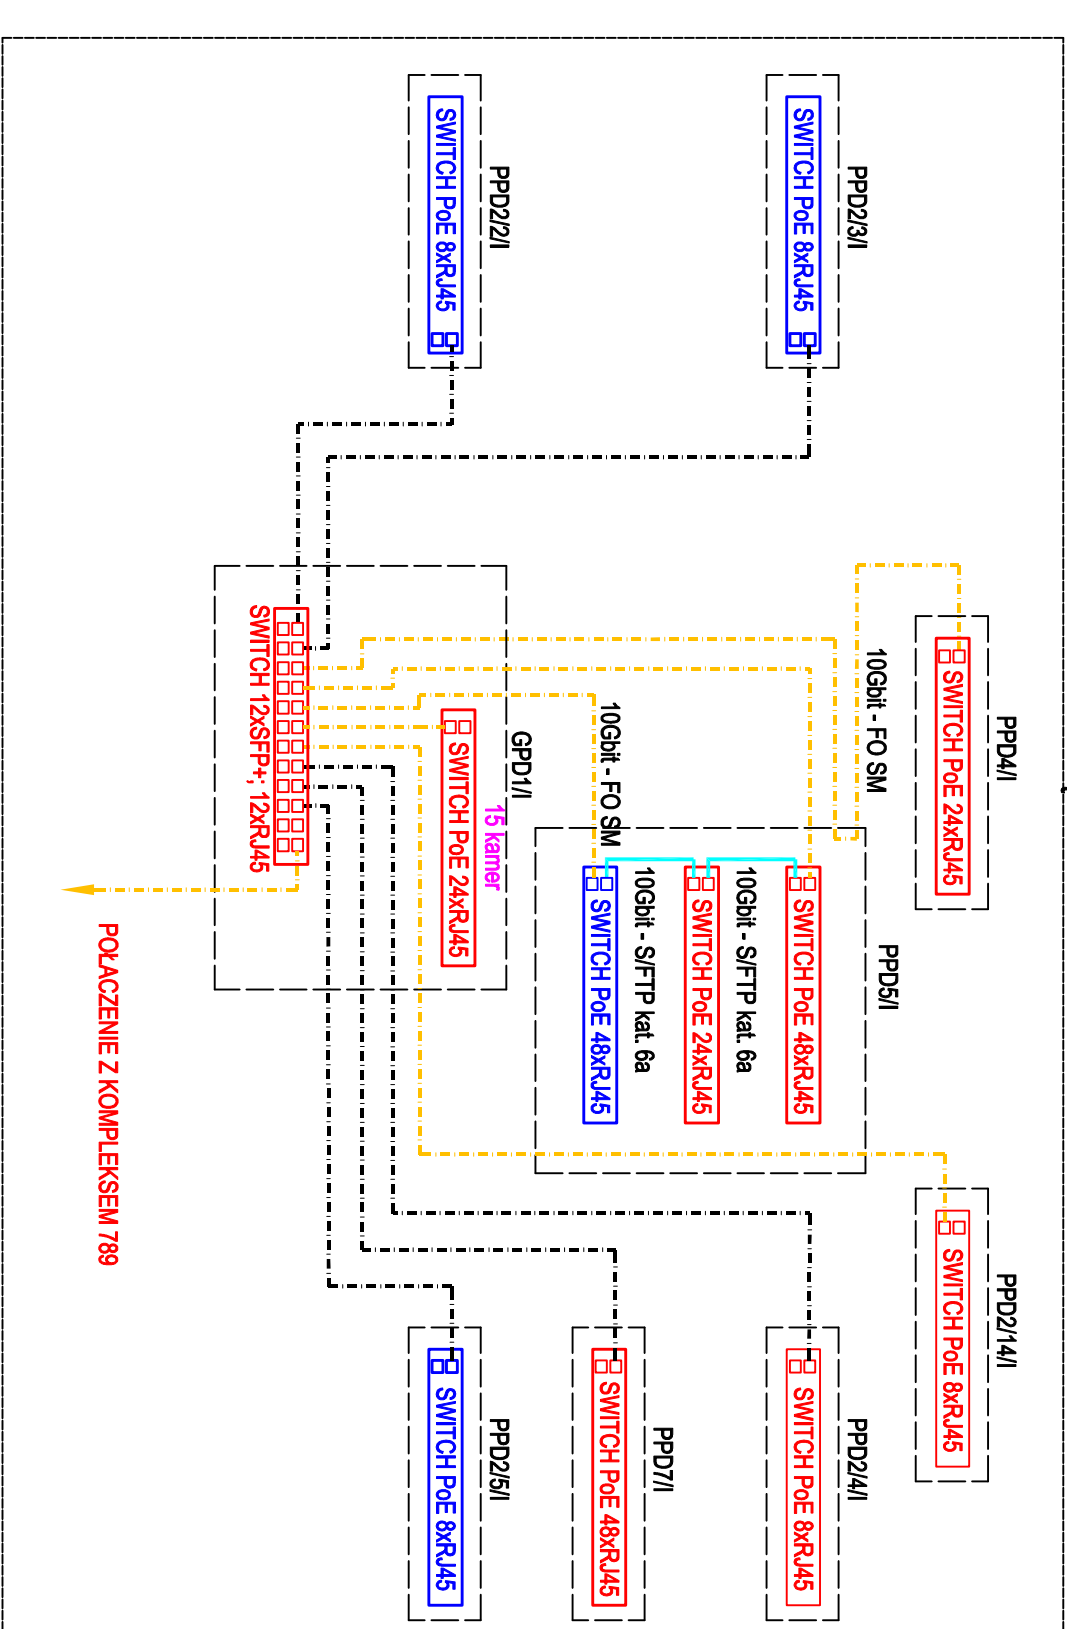 PPD4/I
SWITCH PoE 24xRJ45
10Gbit - FO SM
PPD2/14/I
SWITCH PoE 8xRJ45
PPD2/3/I
SWITCH PoE 8xRJ45
PPD5/I
SWITCH PoE 48xRJ45
10Gbit - S/FTP kat. 6a
SWITCH PoE 24xRJ45
10Gbit - S/FTP kat. 6a
SWITCH PoE 48xRJ45
10Gbit - FO SM
PPD2/4/I
SWITCH PoE 8xRJ45
PPD7/I
SWITCH PoE 48xRJ45
PPD2/2/I
SWITCH PoE 8xRJ45
GPD1/I
15 kamer
SWITCH PoE 24xRJ45
SWITCH 12xSFP+; 12xRJ45
PPD2/5/I
SWITCH PoE 8xRJ45
POŁACZENIE Z KOMPLEKSEM 789